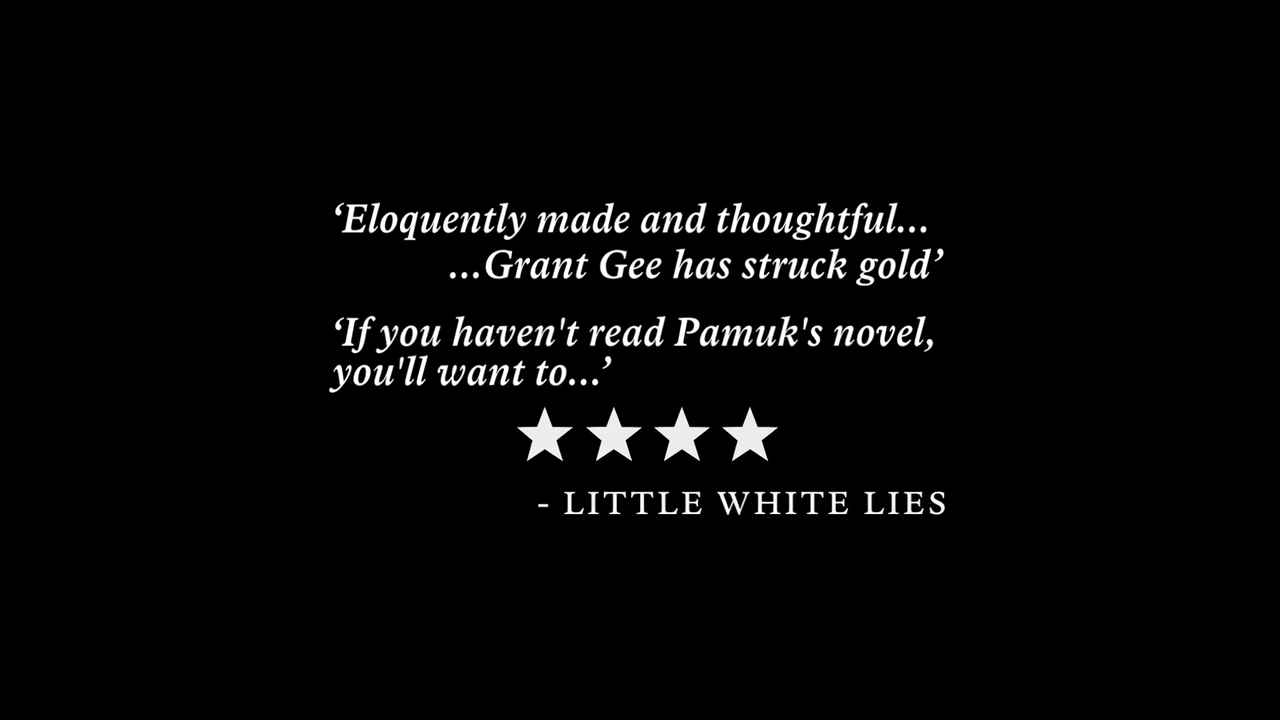 ‘Eloquently made and thoughtful...
...Grant Gee has struck gold’
‘If you haven't read Pamuk's novel,
you'll want to...’
- LITTLE WHITE LIES